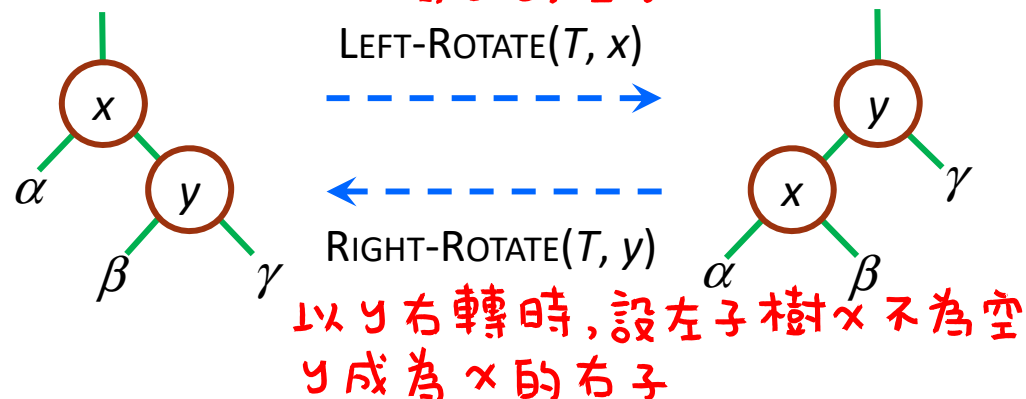 LEFT-ROTATE(T, x)
x
y
α
y
x
γ
β
γ
RIGHT-ROTATE(T, y)
α
β
以y右轉時,設左子樹x不為空
y成為x的右子